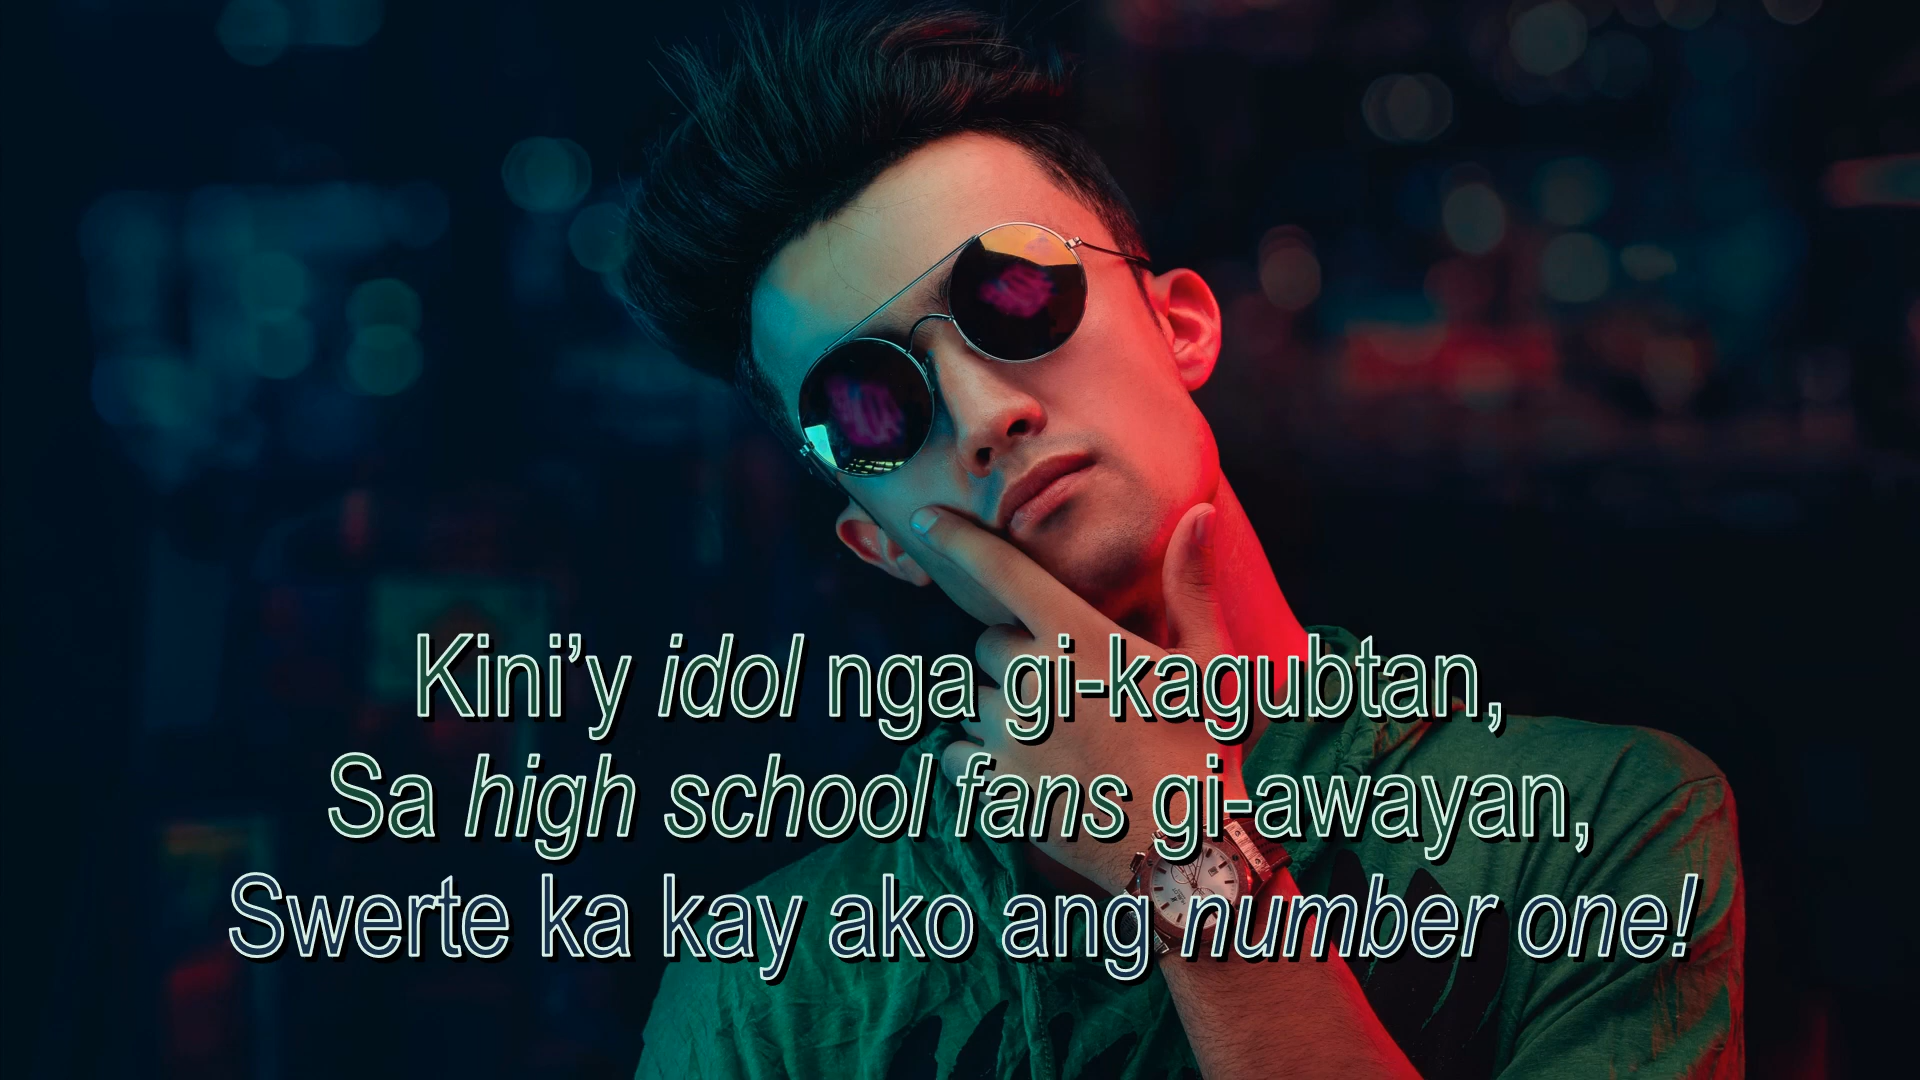 Kini’y idol nga gi-kagubtan,
Sa high school fans gi-awayan,
Swerte ka kay ako ang number one!